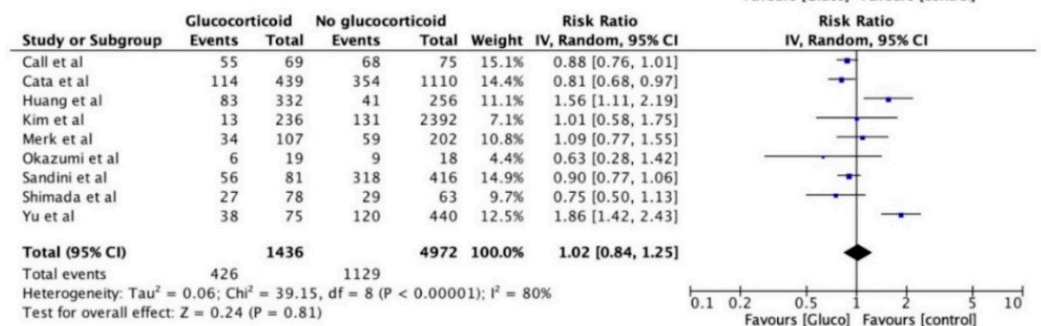 Glucocorticoid No glucocorticoid Risk Ratio Risk Ratio
Study or Subgroup Events Total Events Total Weight IV, Random, 95% CI IV, Random, 95% CI
Call et al 55 69 68 75 15.1% 0.88 [0.76, 1.01]
Cata et al 114 439 354 1110 14.4% 0.81 [0.68, 0.97]
Huang et al 83 332 41 256 11.1% 1.56 [1.11, 2.19]
Kim et al 13 236 131 2392 7.1% 1.01 [0.58, 1.75]
Merk et al 34 107 59 202 10.8% 1.09 [0.77, 1.55]
Okazumi et al 6 19 9 18 4.4% 0.63 [0.28, 1.42]
Sandini et al 56 81 318 416 14.9% 0.90 [0.77, 1.06]
Shimada et al 27 78 29 63 9.7% 0.75 [0.50, 1.13]
Yu et al 38 75 120 440 12.5% 1.86 [1.42, 2.43]
Total (95% CI) 1436 4972 100.0% 1.02 [0.84, 1.25]
Total events 426 1129
Heterogeneity: Tau² = 0.06; Chi² = 39.15, df = 8 (P < 0.00001); I² = 80%
Test for overall effect: Z = 0.24 (P = 0.81)
0.1 0.2 0.5 1 2 5 10
Favours [Gluco] Favours [control]